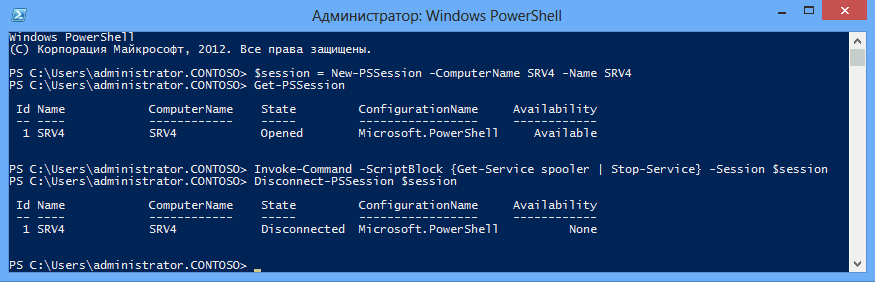 Администратор: Windows PowerShell
Windows PowerShell
(C) Корпорация Майкрософт, 2012. Все права защищены.
PS C:\Users\administrator.CONTOSO> $session = New-PSSession -ComputerName SRV4 -Name SRV4
PS C:\Users\administrator.CONTOSO> Get-PSSession
Id Name ComputerName State ConfigurationName Availability
-- ---- ------------ ----- ----------------- ------------
1 SRV4 SRV4 Opened Microsoft.PowerShell Available
PS C:\Users\administrator.CONTOSO> Invoke-Command -ScriptBlock {Get-Service spooler | Stop-Service} -Session $session
PS C:\Users\administrator.CONTOSO> Disconnect-PSSession $session
Id Name ComputerName State ConfigurationName Availability
-- ---- ------------ ----- ----------------- ------------
1 SRV4 SRV4 Disconnected Microsoft.PowerShell None
PS C:\Users\administrator.CONTOSO> _